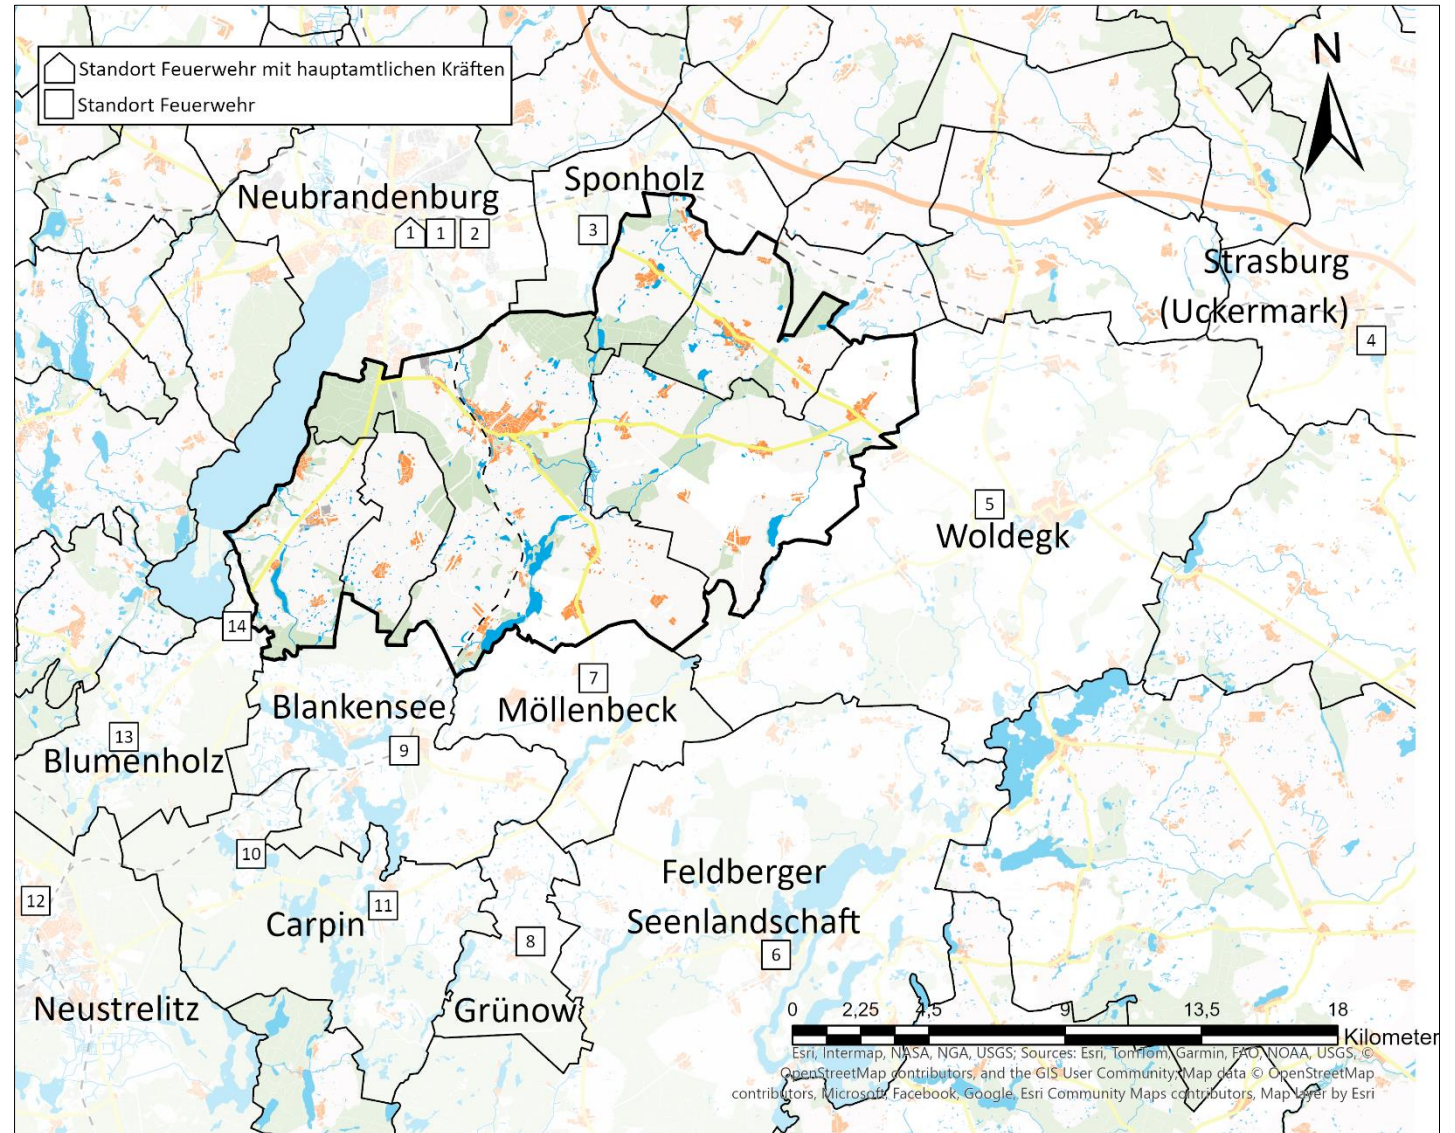 Standort Feuerwehr mit hauptamtlichen Kräften
Standort Feuerwehr
N
Neubrandenburg
1
1
2
Sponholz
3
Strasburg
(Uckermark)
4
5
Woldegk
14
7
Blankensee
Möllenbeck
13
Blumenholz
9
10
Feldberger
Seenlandschaft
12
11
Carpin
8
6
Neustrelitz
Grünow
0 2,25 4,5 9 13,5 18
Kilometer
Esri, Intermap, NASA, NGA, USGS; Sources: Esri, TomTom, Garmin, FAO, NOAA, USGS, ©
OpenStreetMap contributors, and the GIS User Community; Map data © OpenStreetMap
contributors, Microsoft, Facebook, Google, Esri Community Maps contributors, Map layer by Esri